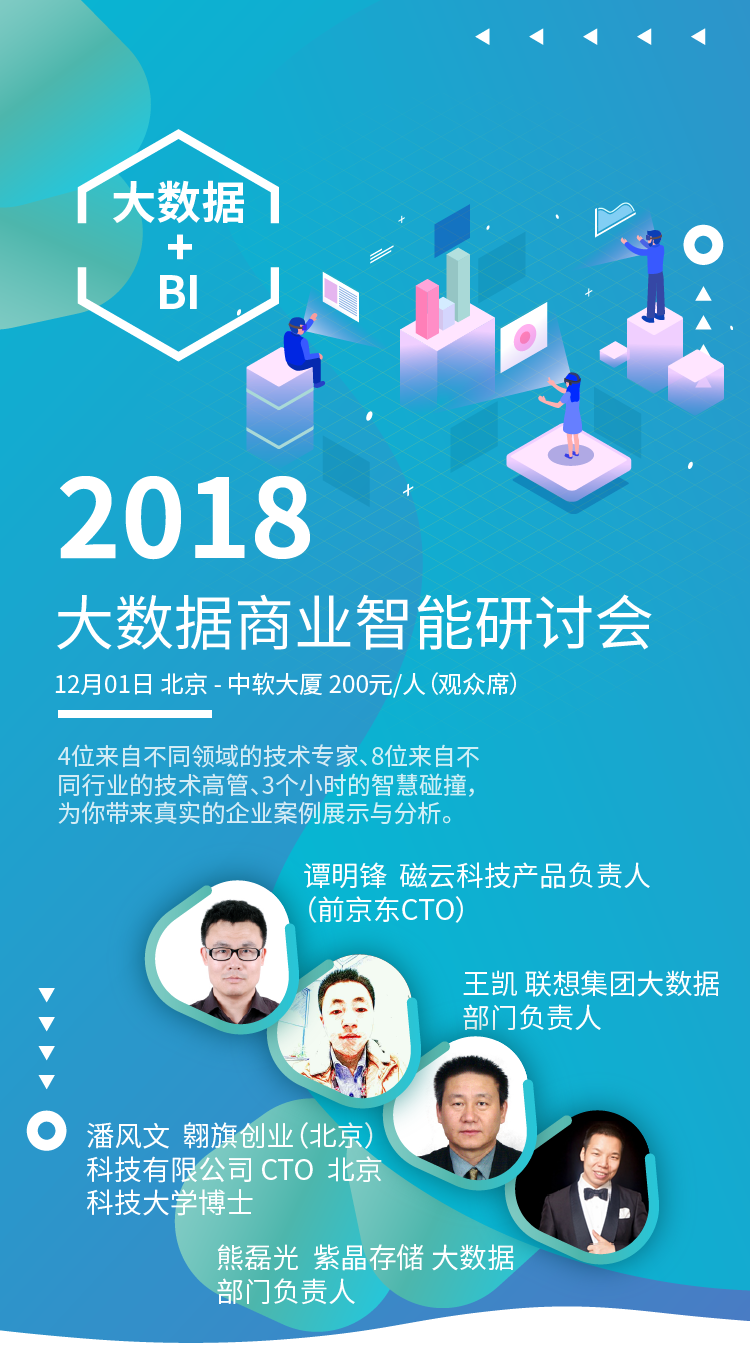 大数据
+
BI
2018
大数据商业智能研讨会
12月01日 北京 - 中软大厦 200元/人（观众席）
4位来自不同领域的技术专家、8位来自不
同行业的技术高管、3个小时的智慧碰撞，
为你带来真实的企业案例展示与分析。
谭明锋 磁云科技产品负责人
（前京东CTO）
王凯 联想集团大数据
部门负责人
潘风文 翱旗创业（北京）
科技有限公司 CTO 北京
科技大学博士
熊磊光 紫晶存储 大数据
部门负责人